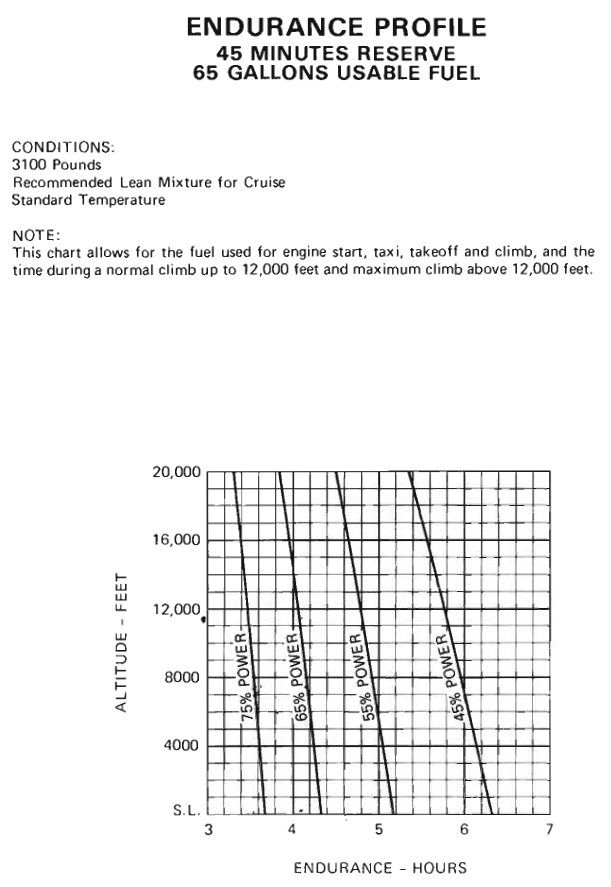 ENDURANCE PROFILE
45 MINUTES RESERVE
65 GALLONS USABLE FUEL
CONDITIONS:
3100 Pounds
Recommended Lean Mixture for Cruise
Standard Temperature
NOTE:
This chart allows for the fuel used for engine start, taxi, takeoff and climb, and the
time during a normal climb up to 12,000 feet and maximum climb above 12,000 feet.
20,000
16,000
12,000
8000
4000
S.L.
ALTITUDE - FEET
75% POWER
65% POWER
55% POWER
45% POWER
3 4 5 6 7
ENDURANCE - HOURS